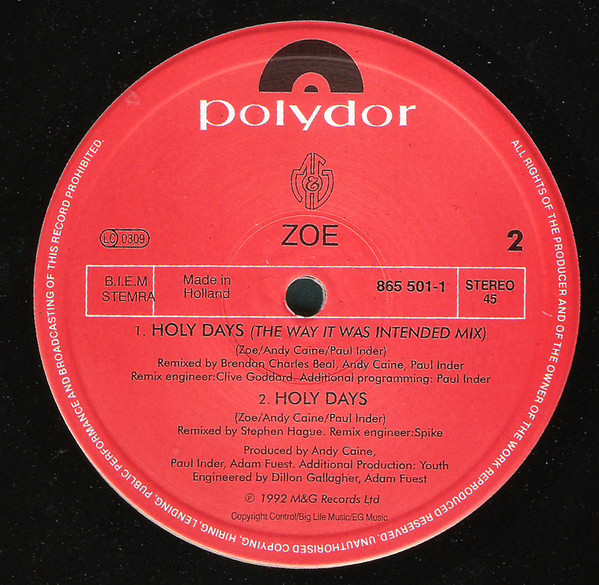 polydor
M&G
ZOE
LC 0309
2
B.I.E.M
STEMRA
Made in
Holland
865 501-1
STEREO
45
1. HOLY DAYS (THE WAY IT WAS INTENDED MIX)
(Zoe/Andy Caine/Paul Inder)
Remixed by Brendan Charles Beal, Andy Caine, Paul Inder
Remix engineer:Clive Goddard. Additional programming: Paul Inder
2. HOLY DAYS
(Zoe/Andy Caine/Paul Inder)
Remixed by Stephen Hague. Remix engineer:Spike
Produced by Andy Caine,
Paul Inder, Adam Fuest. Additional Production: Youth
Engineered by Dillon Gallagher, Adam Fuest
℗ 1992 M&G Records Ltd
Copyright Control/Big Life Music/EG Music
ALL RIGHTS OF THE PRODUCER AND OF THE OWNER OF THE WORK REPRODUCED RESERVED. UNAUTHORISED COPYING, HIRING, LENDING, PUBLIC PERFORMANCE AND BROADCASTING OF THIS RECORD PROHIBITED.